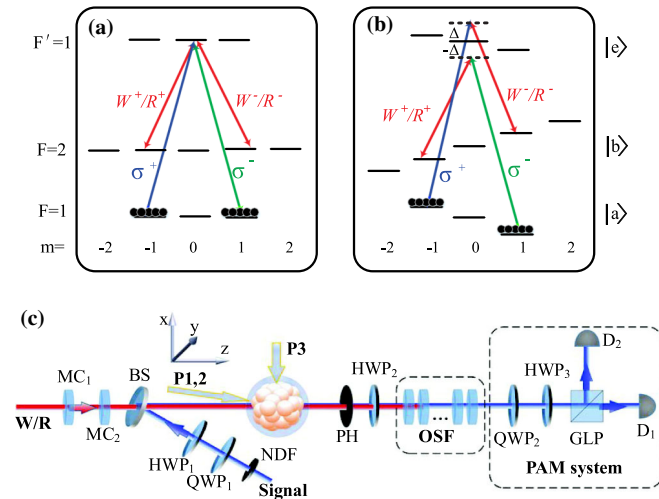 (a)
F'=1
W⁺/R⁺
W⁻/R⁻
F=2
σ⁺
σ⁻
F=1
m=
-2 -1 0 1 2
(b)
Δ
-Δ
|e⟩
W⁺/R⁺
W⁻/R⁻
|b⟩
σ⁺
σ⁻
|a⟩
-2 -1 0 1 2
(c)
x
y
z
P3
P1,2
MC₁
MC₂
BS
W/R
HWP₁
QWP₁
NDF
Signal
PH
HWP₂
...
OSF
QWP₂
HWP₃
GLP
D₂
D₁
PAM system